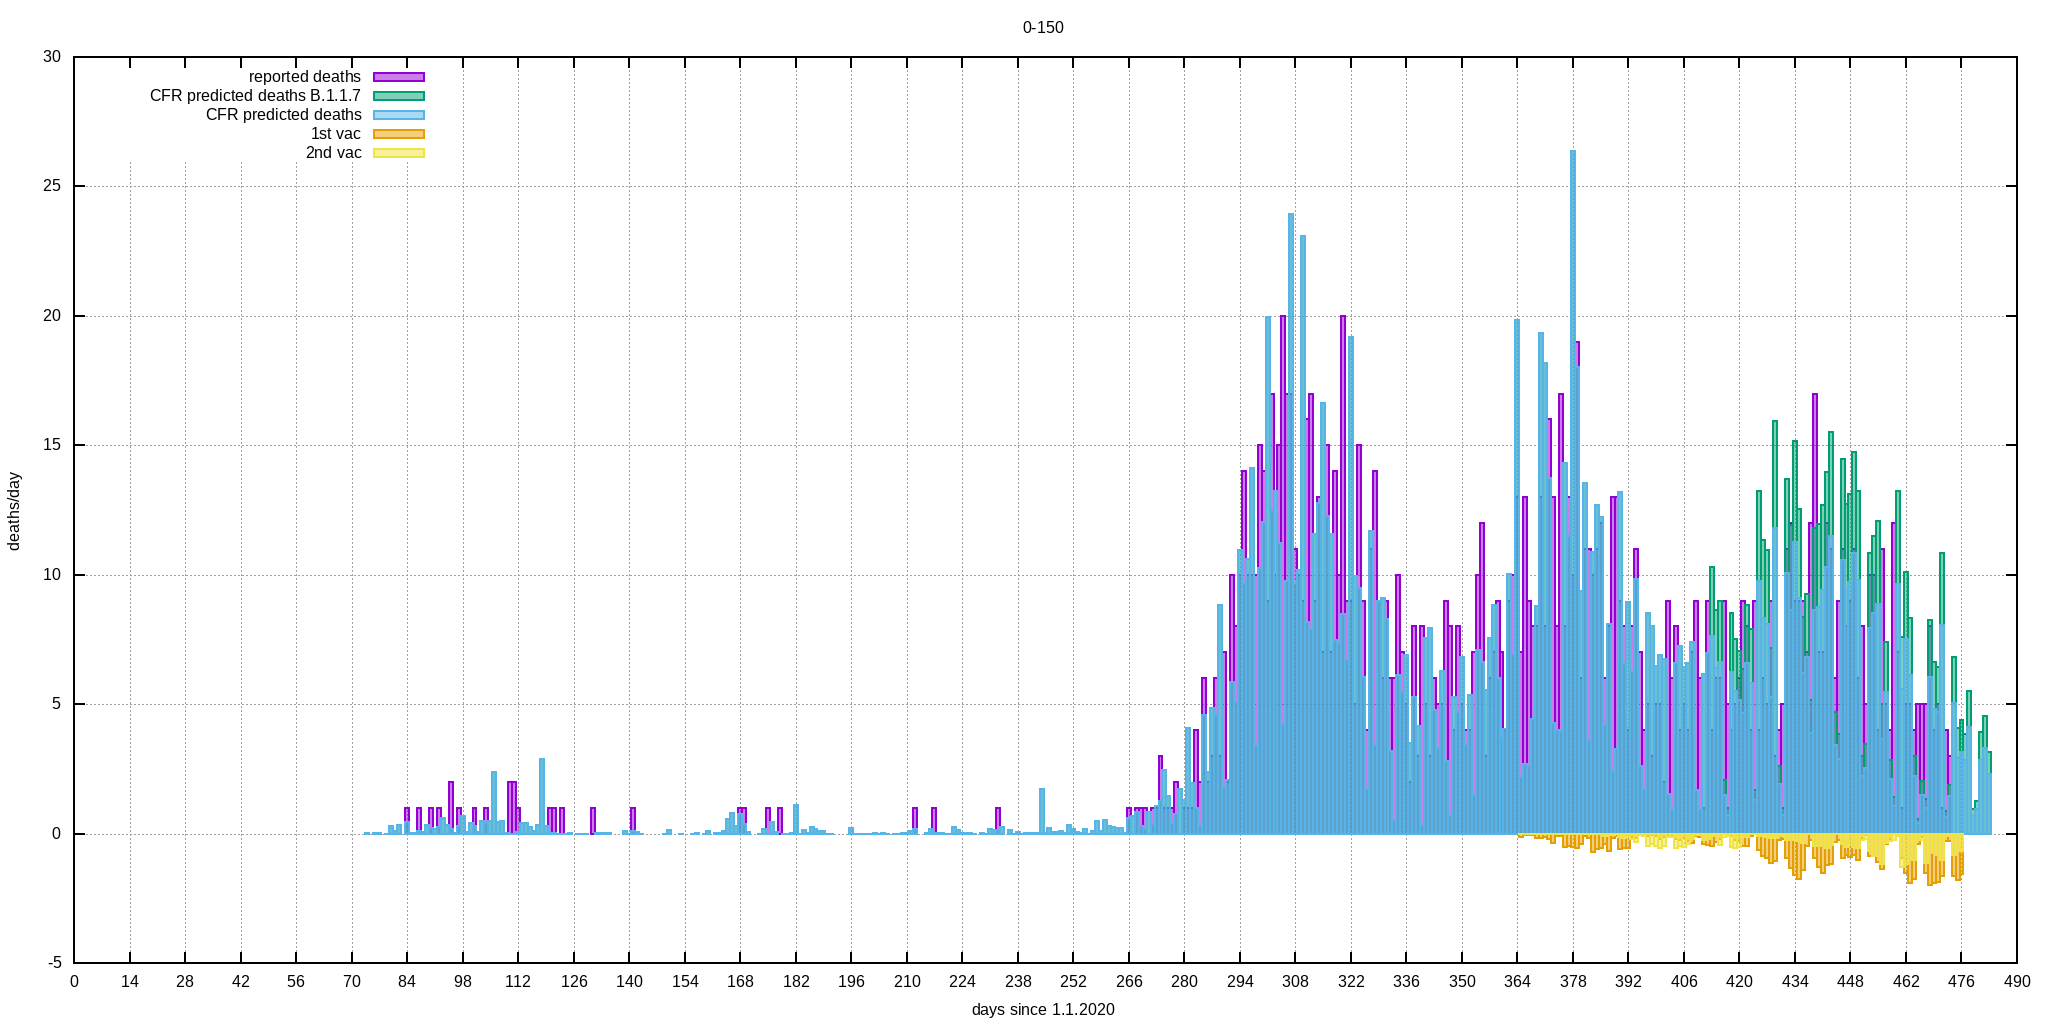 0-150
reported deaths
CFR predicted deaths B.1.1.7
CFR predicted deaths
1st vac
2nd vac
30
25
20
15
10
5
0
-5
deaths/day
0 14 28 42 56 70 84 98 112 126 140 154 168 182 196 210 224 238 252 266 280 294 308 322 336 350 364 378 392 406 420 434 448 462 476 490
days since 1.1.2020